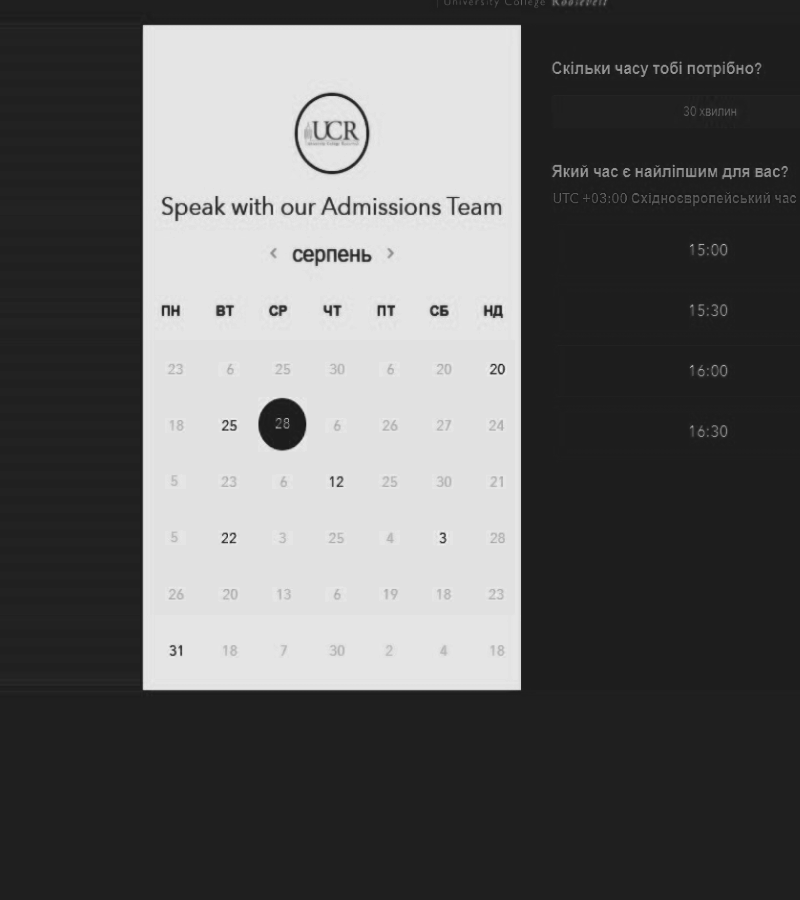 University College Roosevelt
UCR
Speak with our Admissions Team
‹ серпень ›
ПН ВТ СР ЧТ ПТ СБ НД
23 6 25 30 6 20 20
18 25 28 6 26 27 24
5 23 6 12 25 30 21
5 22 3 25 4 3 28
26 20 13 6 19 18 23
31 18 7 30 2 4 18
Скільки часу тобі потрібно?
30 хвилин
Який час є найліпшим для вас?
UTC +03:00 Східноєвропейський час
15:00
15:30
16:00
16:30